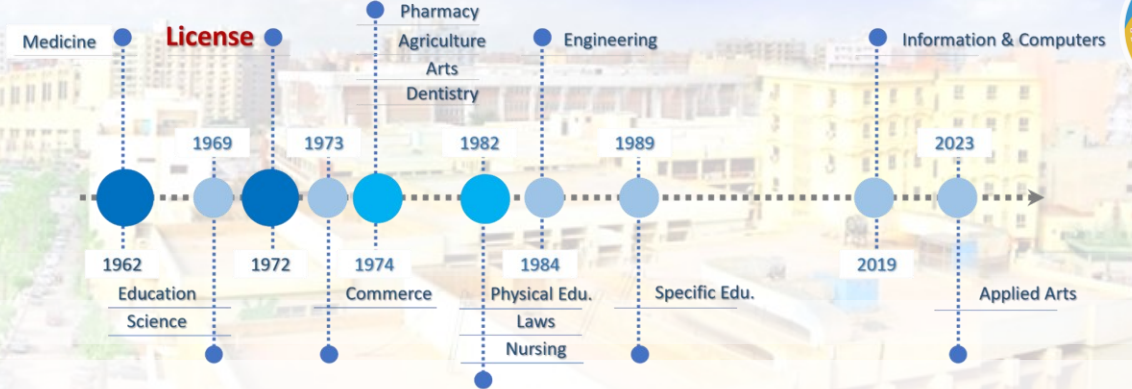 Pharmacy
Medicine
License
Agriculture
Engineering
Information & Computers
Arts
Dentistry
1969
1973
1982
1989
2023
1962
1972
1974
1984
2019
Education
Commerce
Physical Edu.
Specific Edu.
Applied Arts
Science
Laws
Nursing